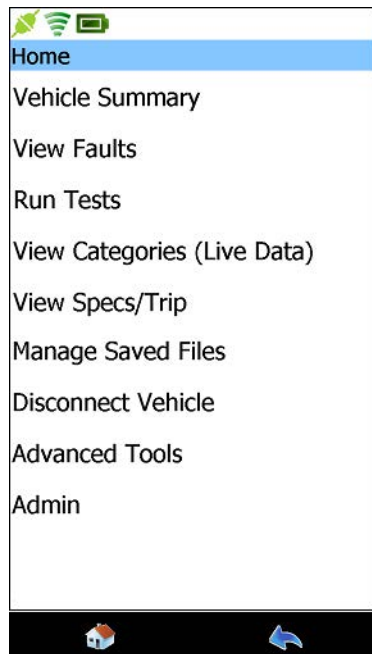 Home
Vehicle Summary
View Faults
Run Tests
View Categories (Live Data)
View Specs/Trip
Manage Saved Files
Disconnect Vehicle
Advanced Tools
Admin